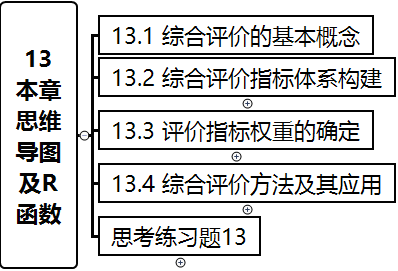 13
本章
思维
导图
及R
函数
13.1 综合评价的基本概念
13.2 综合评价指标体系构建
13.3 评价指标权重的确定
13.4 综合评价方法及其应用
思考练习题13